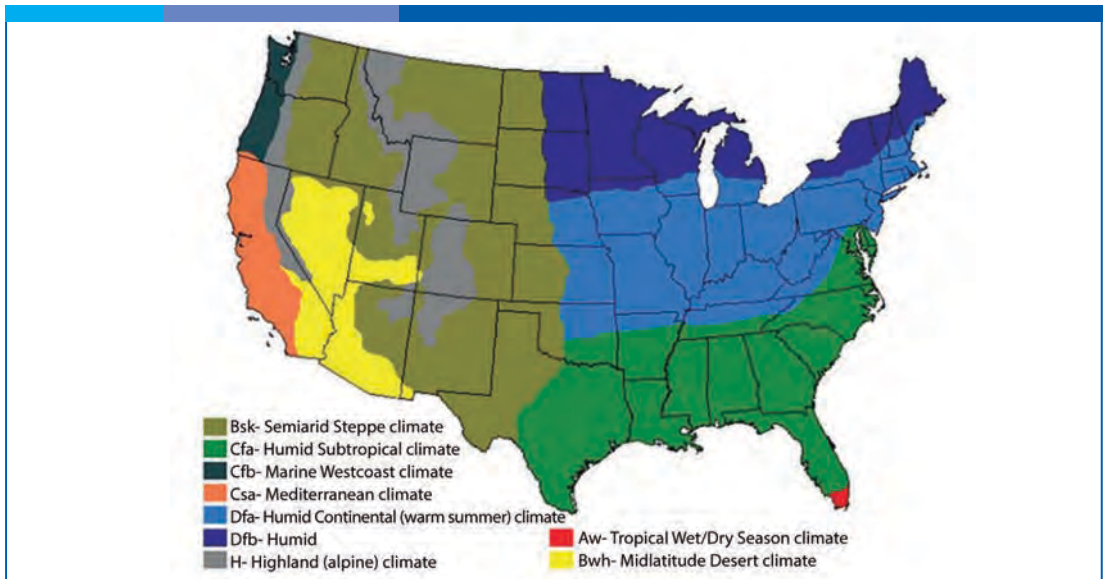 Bsk- Semiarid Steppe climate
Cfa- Humid Subtropical climate
Cfb- Marine Westcoast climate
Csa- Mediterranean climate
Dfa- Humid Continental (warm summer) climate
Dfb- Humid
H- Highland (alpine) climate
Aw- Tropical Wet/Dry Season climate
Bwh- Midlatitude Desert climate